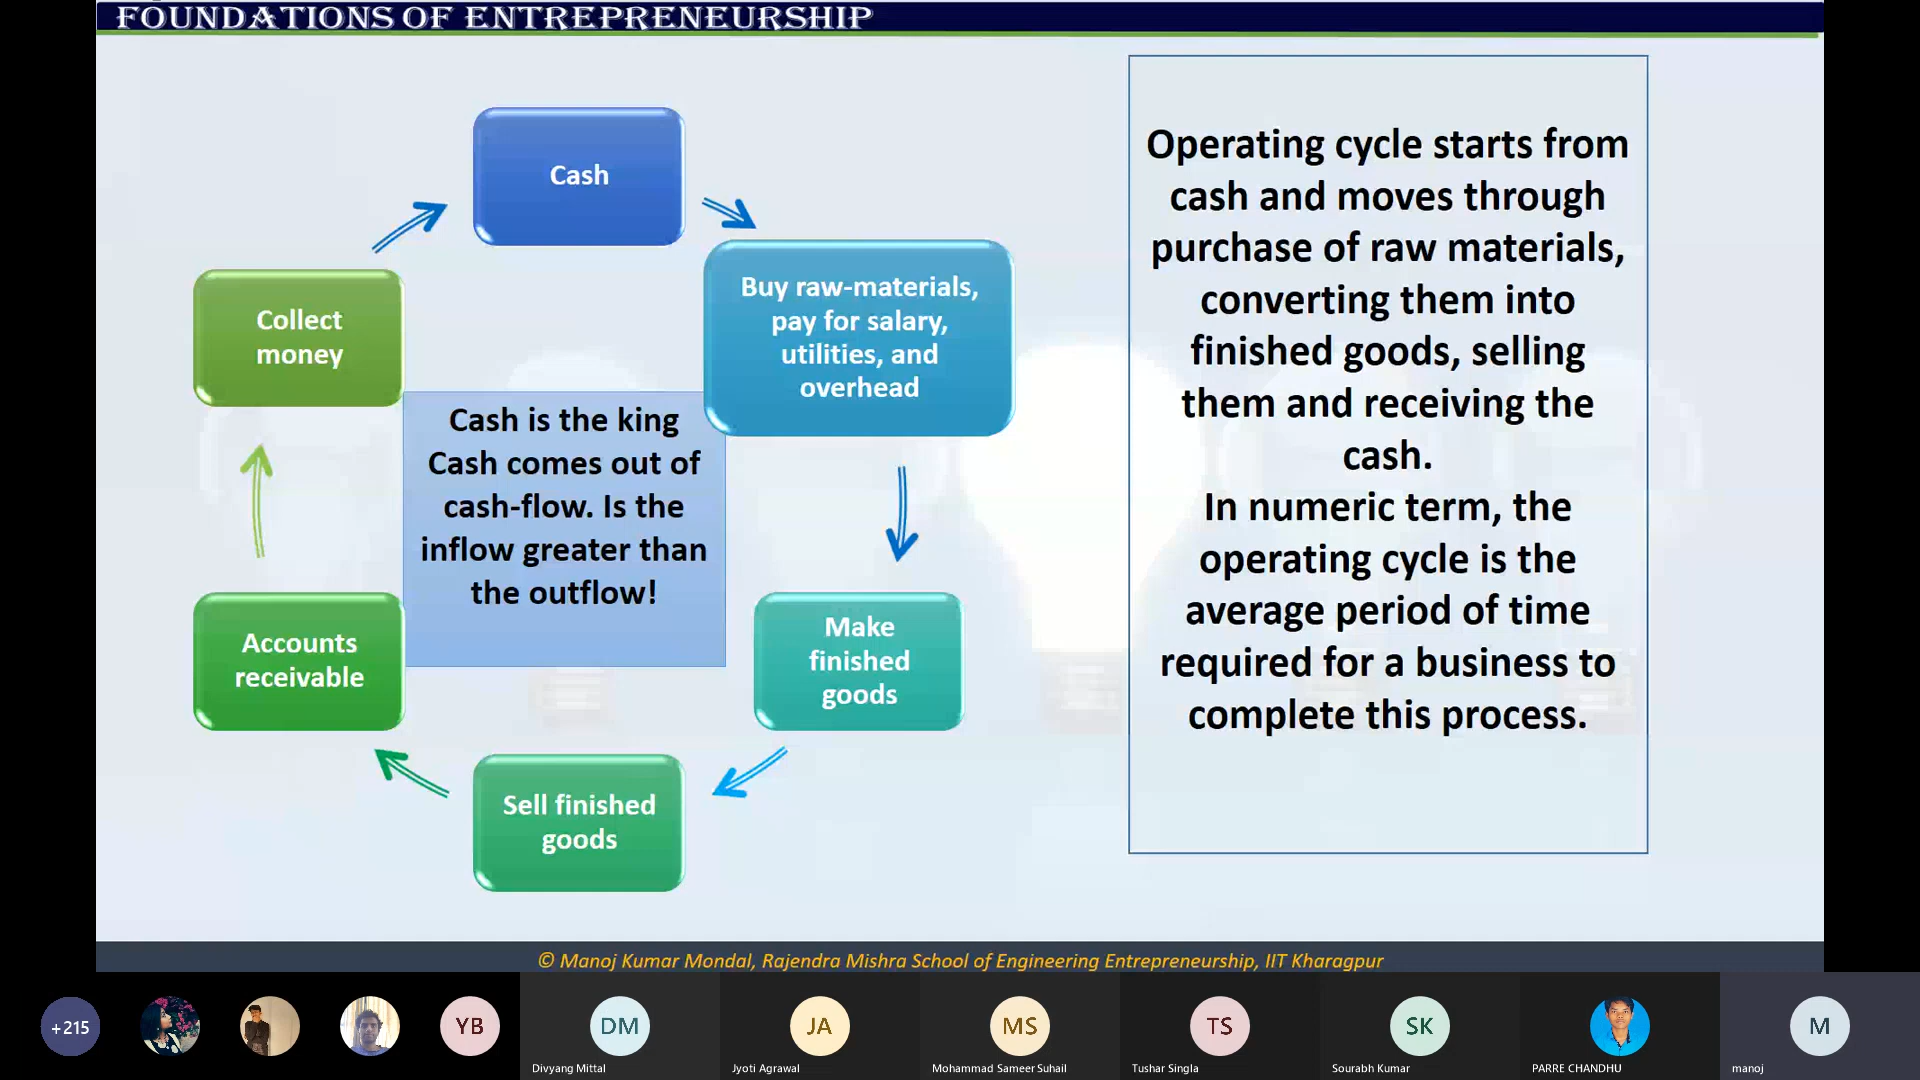 FOUNDATIONS OF ENTREPRENEURSHIP
Cash
Buy raw-materials,
pay for salary,
utilities, and
overhead
Make
finished
goods
Sell finished
goods
Accounts
receivable
Collect
money
Cash is the king
Cash comes out of
cash-flow. Is the
inflow greater than
the outflow!
Operating cycle starts from
cash and moves through
purchase of raw materials,
converting them into
finished goods, selling
them and receiving the
cash.
In numeric term, the
operating cycle is the
average period of time
required for a business to
complete this process.
© Manoj Kumar Mondal, Rajendra Mishra School of Engineering Entrepreneurship, IIT Kharagpur
+215
YB
DM
Divyang Mittal
JA
Jyoti Agrawal
MS
Mohammad Sameer Suhail
TS
Tushar Singla
SK
Sourabh Kumar
PARRE CHANDHU
M
manoj